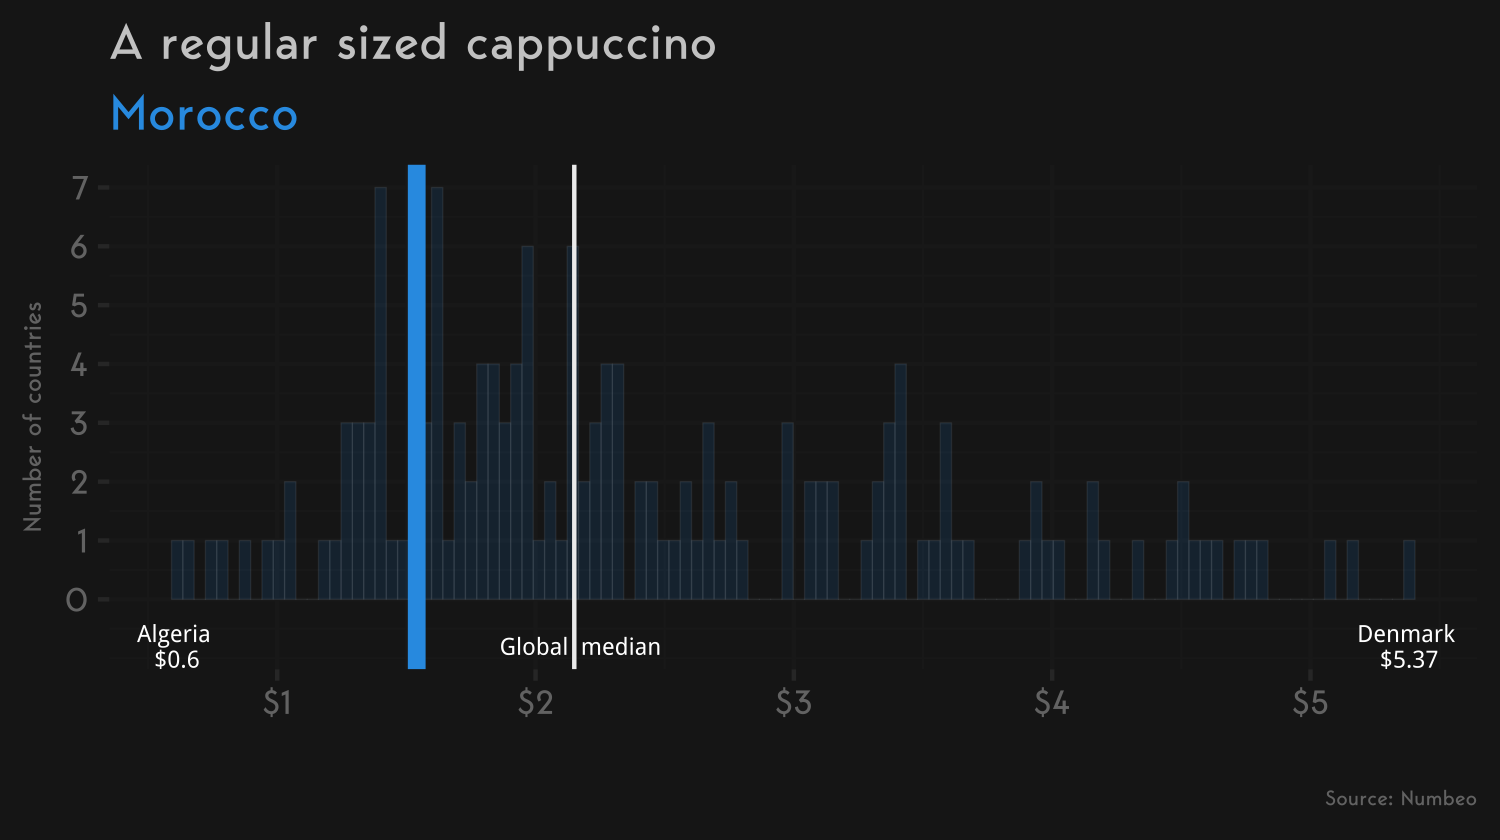 A regular sized cappuccino
Morocco
Number of countries
7
6
5
4
3
2
1
0
Algeria
$0.6
Global median
Denmark
$5.37
$1 $2 $3 $4 $5
Source: Numbeo